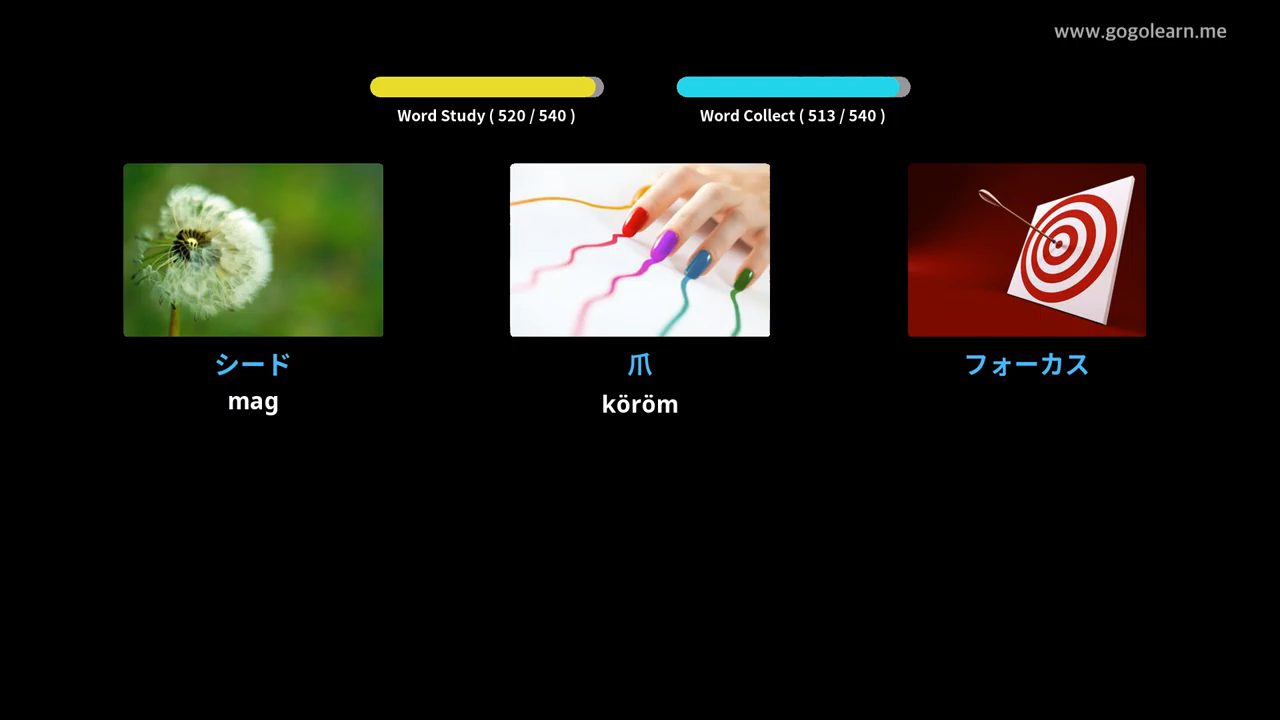 www.gogolearn.me
Word Study ( 520 / 540 )
Word Collect ( 513 / 540 )
シード
爪
フォーカス
mag
köröm